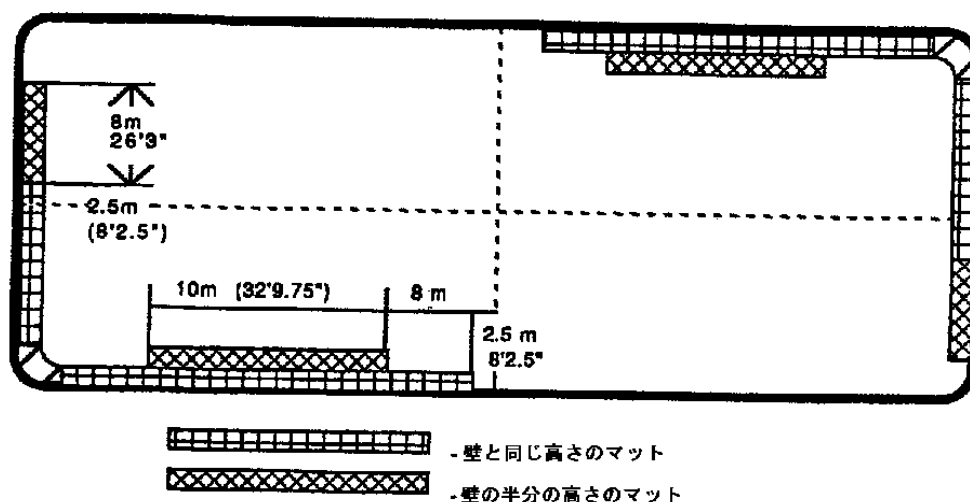 8m
26'3"
2.5m
(8'2.5")
10m (32'9.75")
8 m
2.5 m
8'2.5"
-壁と同じ高さのマット
-壁の半分の高さのマット